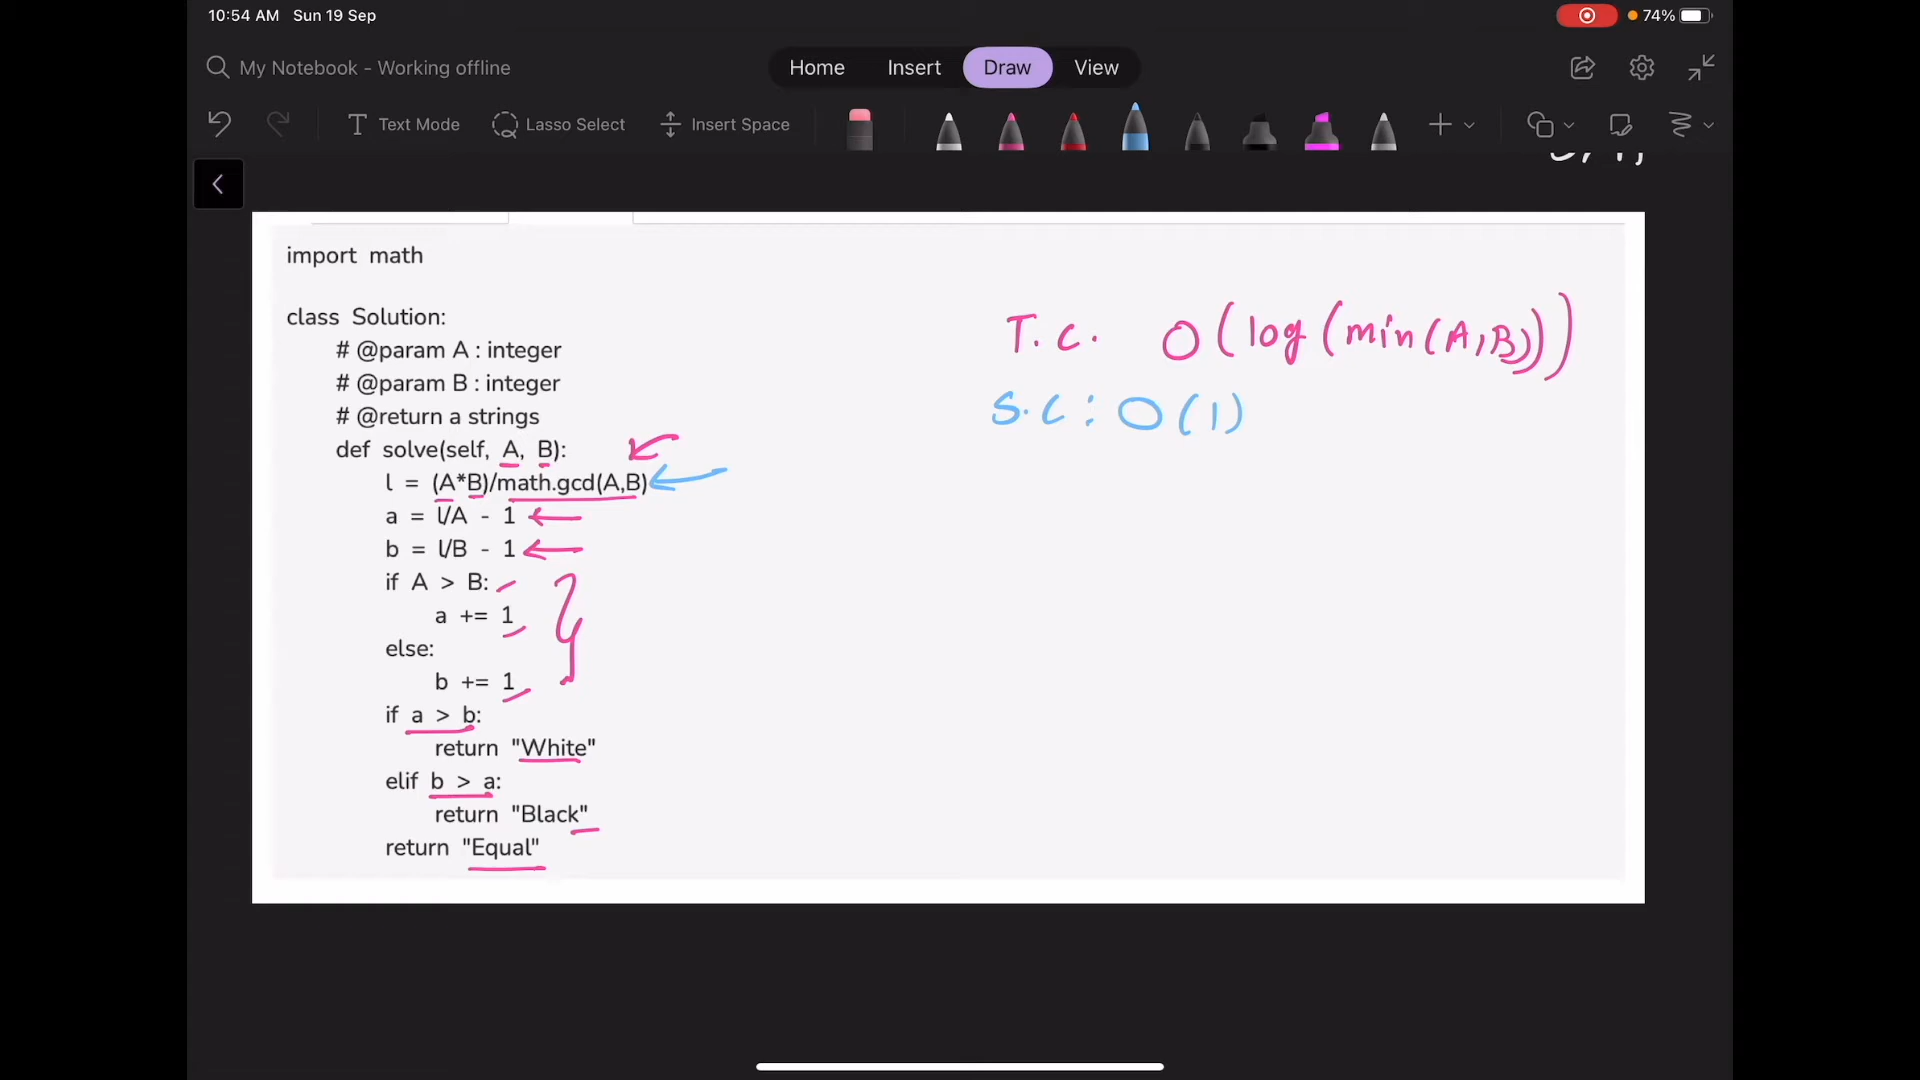 10:54 AM Sun 19 Sep
74%
My Notebook - Working offline
Home Insert Draw View
Text Mode Lasso Select Insert Space
import math
class Solution:
# @param A : integer
# @param B : integer
# @return a strings
def solve(self, A, B):
l = (A*B)/math.gcd(A,B)
a = l/A - 1
b = l/B - 1
if A > B:
a += 1
else:
b += 1
if a > b:
return "White"
elif b > a:
return "Black"
return "Equal"
T.C. O(log(min(A,B)))
S.C : O(1)